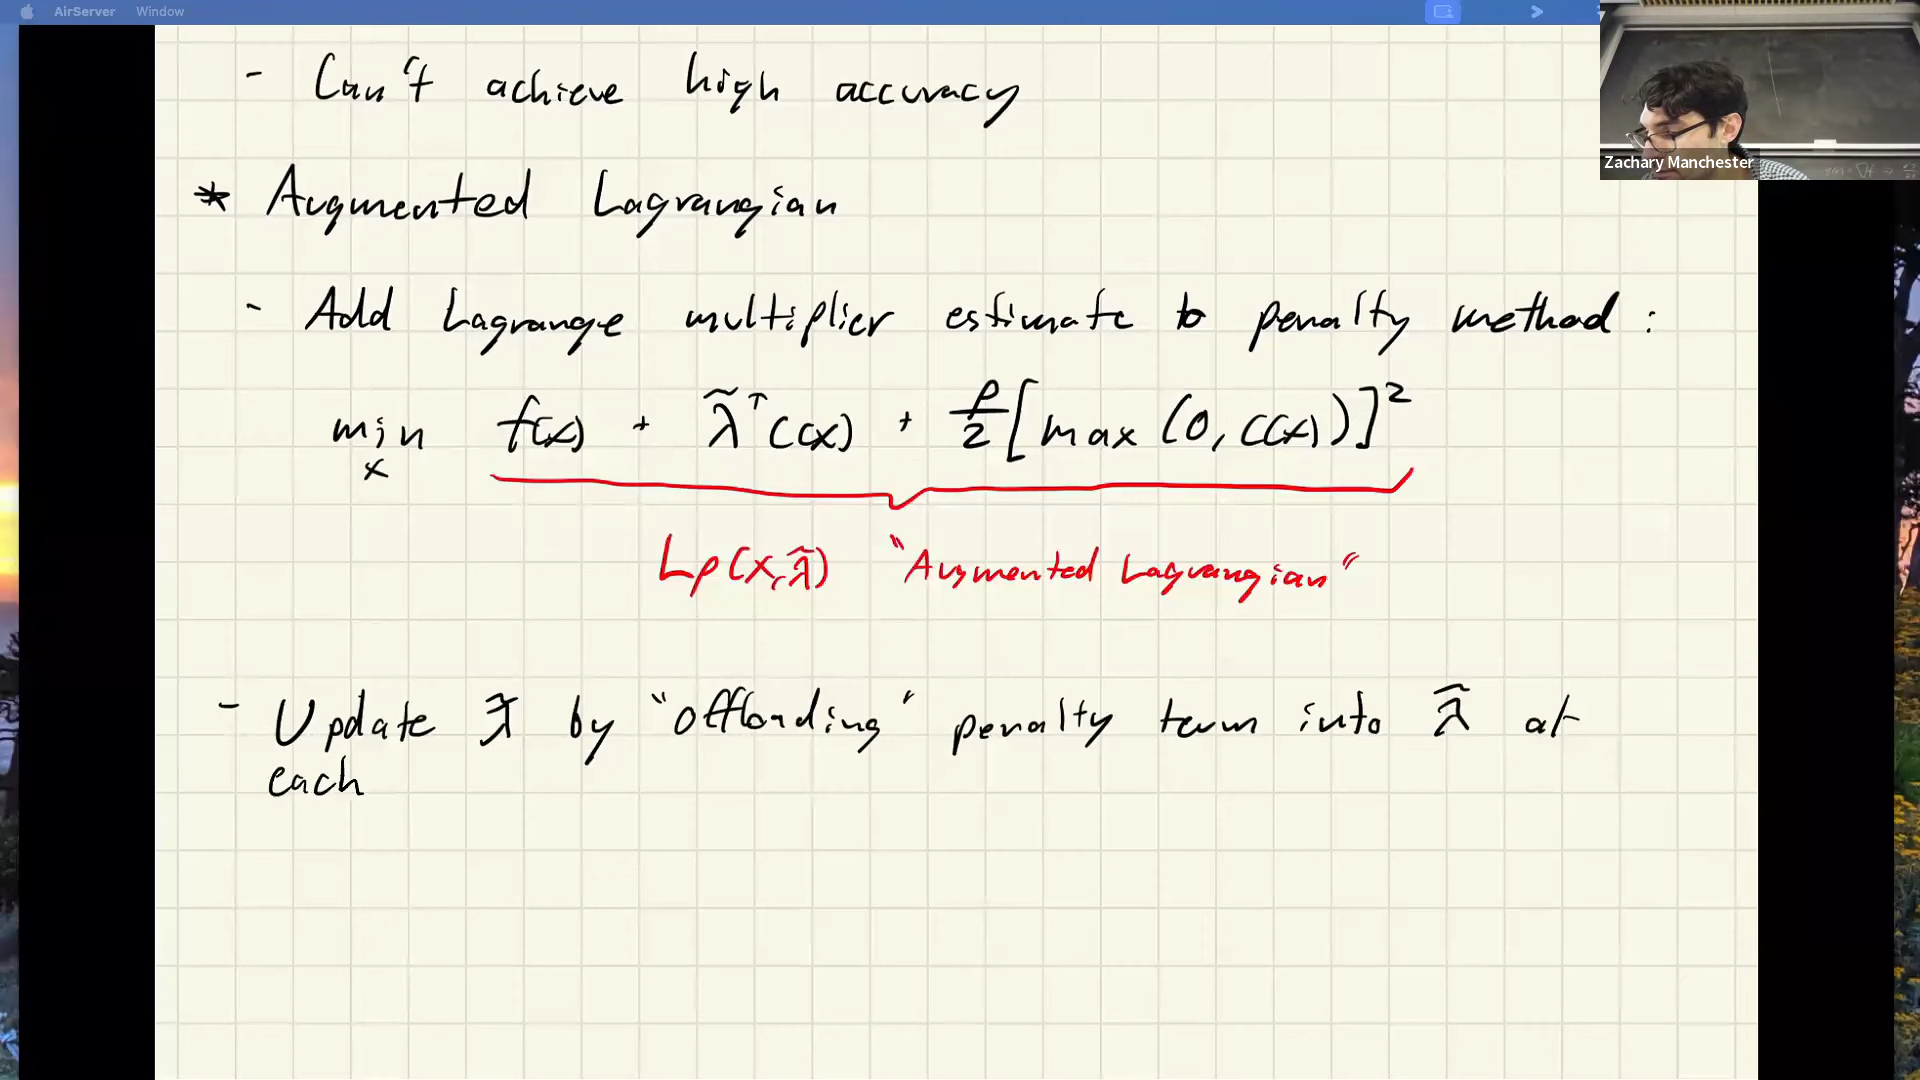 AirServer Window
- Can't achieve high accuracy
Zachary Manchester
* Augmented Lagrangian
- Add Lagrange multiplier estimate to penalty method :
min f(x) + λ̃ᵀ C(x) + ρ/2 [max (0, C(x))]²
x
Lρ(x, λ̃) "Augmented Lagrangian"
- Update λ̃ by "offloading" penalty term into λ̃ at
each